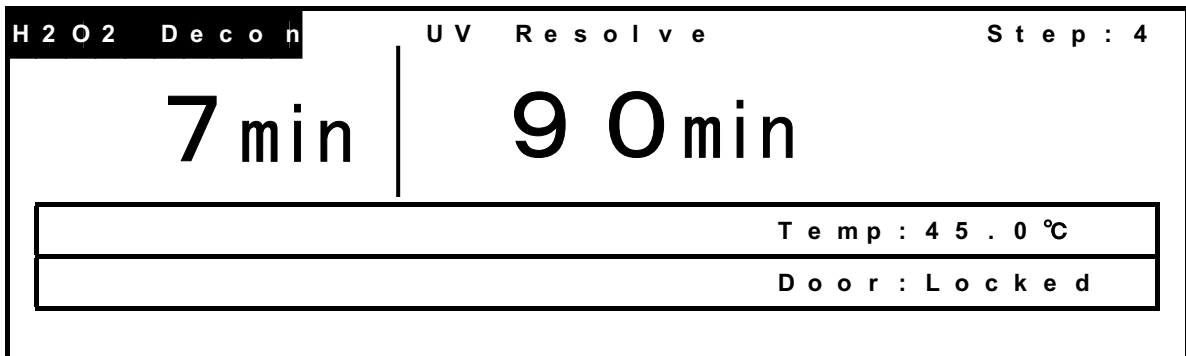 H2O2 Decon UV Resolve Step:4
7min 90min
Temp:45.0℃
Door:Locked